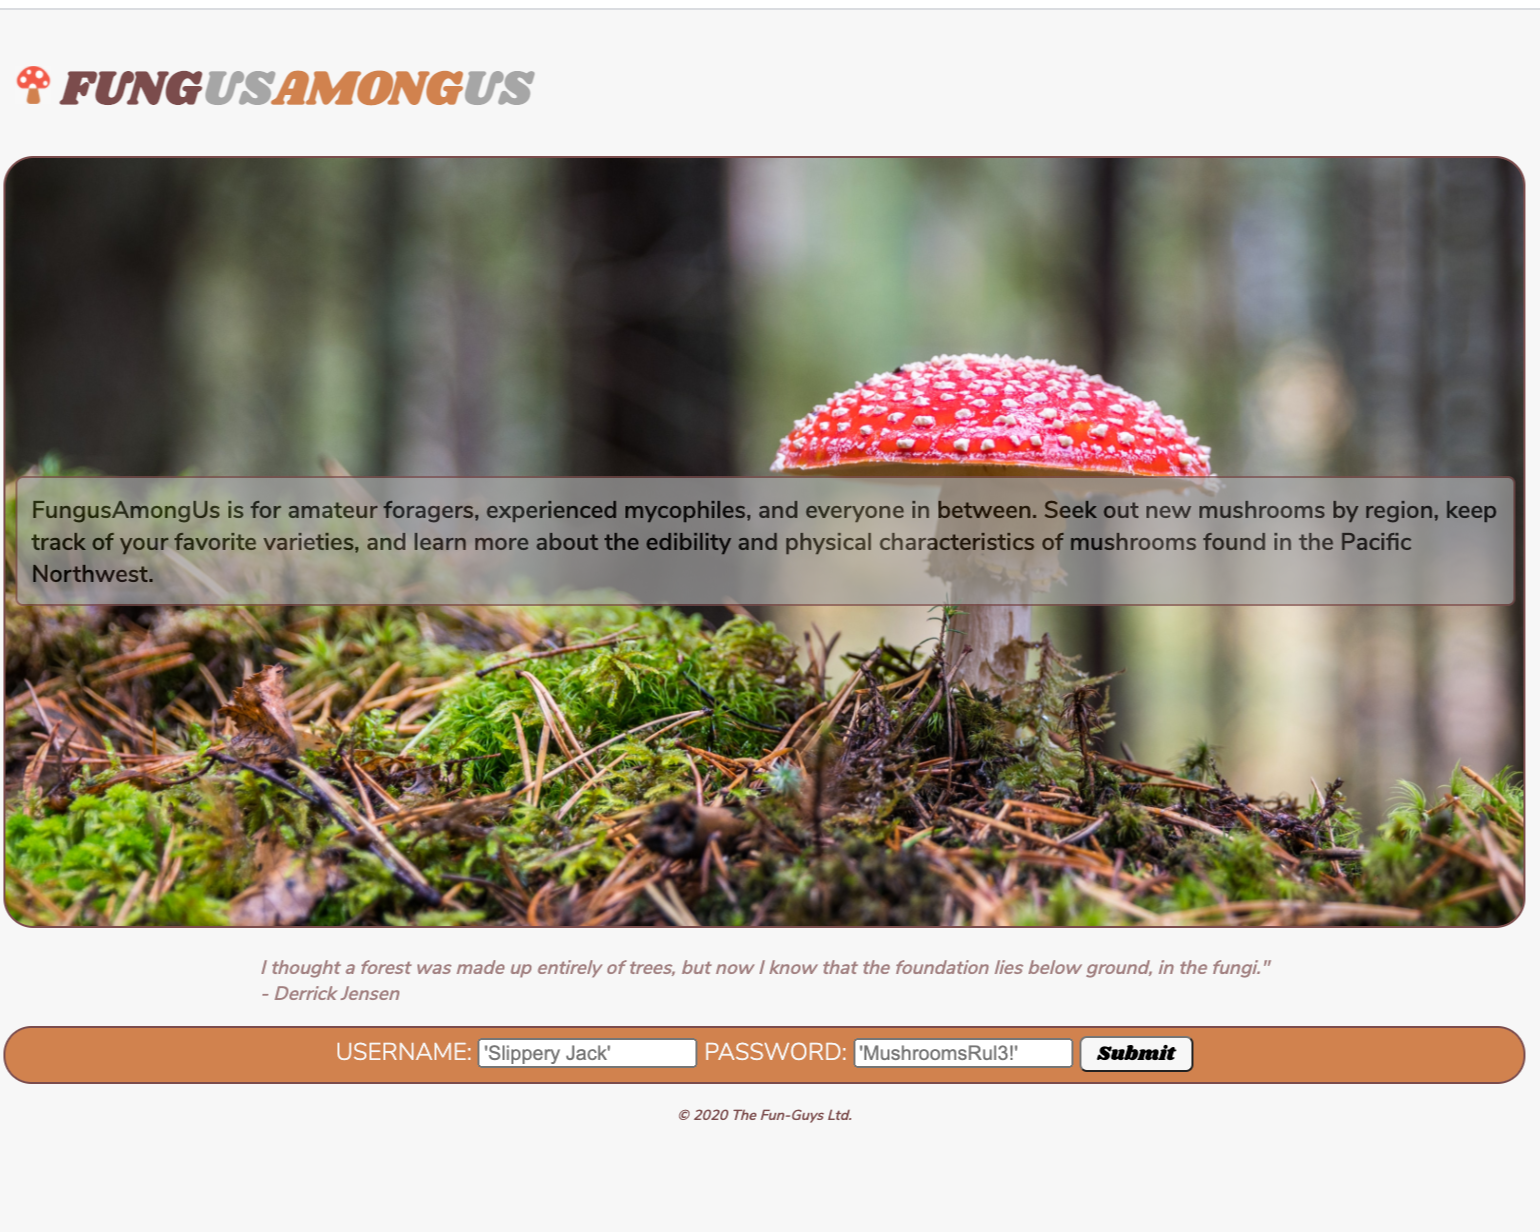 FUNGUSAMONGUS
FungusAmongUs is for amateur foragers, experienced mycophiles, and everyone in between. Seek out new mushrooms by region, keep
track of your favorite varieties, and learn more about the edibility and physical characteristics of mushrooms found in the Pacific
Northwest.
I thought a forest was made up entirely of trees, but now I know that the foundation lies below ground, in the fungi."
- Derrick Jensen
USERNAME: 'Slippery Jack' PASSWORD: 'MushroomsRul3!' Submit
© 2020 The Fun-Guys Ltd.